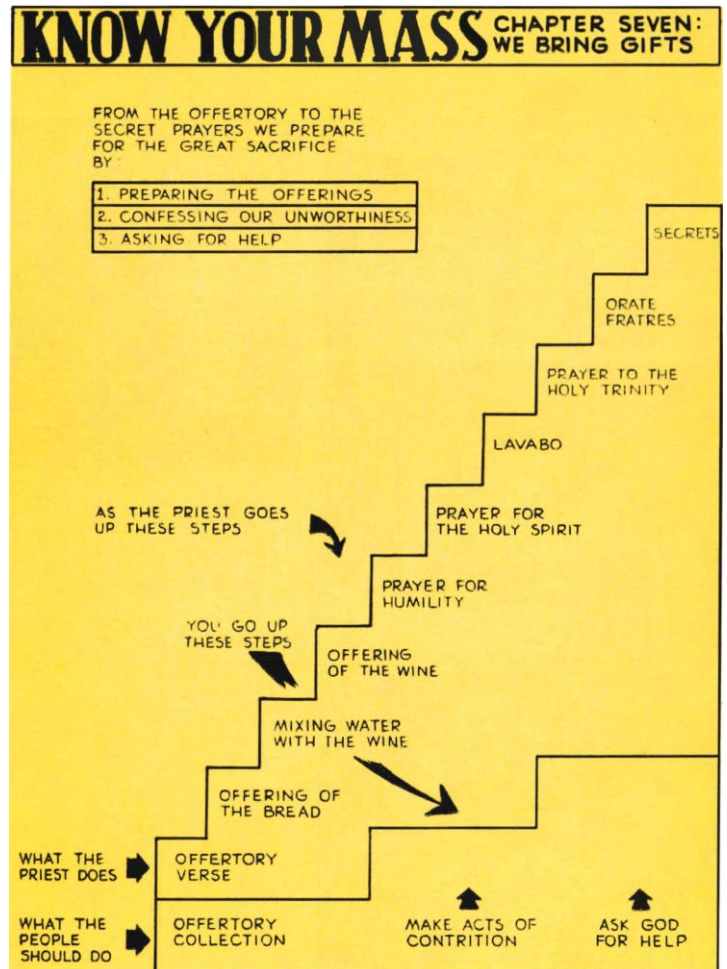 KNOW YOUR MASS
CHAPTER SEVEN:
WE BRING GIFTS
FROM THE OFFERTORY TO THE
SECRET PRAYERS WE PREPARE
FOR THE GREAT SACRIFICE
BY:
1. PREPARING THE OFFERINGS
2. CONFESSING OUR UNWORTHINESS
3. ASKING FOR HELP
SECRETS
ORATE
FRATRES
PRAYER TO THE
HOLY TRINITY
LAVABO
AS THE PRIEST GOES
UP THESE STEPS
PRAYER FOR
THE HOLY SPIRIT
PRAYER FOR
HUMILITY
YOU GO UP
THESE STEPS
OFFERING
OF THE WINE
MIXING WATER
WITH THE WINE
OFFERING OF
THE BREAD
WHAT THE
PRIEST DOES
OFFERTORY
VERSE
WHAT THE
PEOPLE
SHOULD DO
OFFERTORY
COLLECTION
MAKE ACTS OF
CONTRITION
ASK GOD
FOR HELP